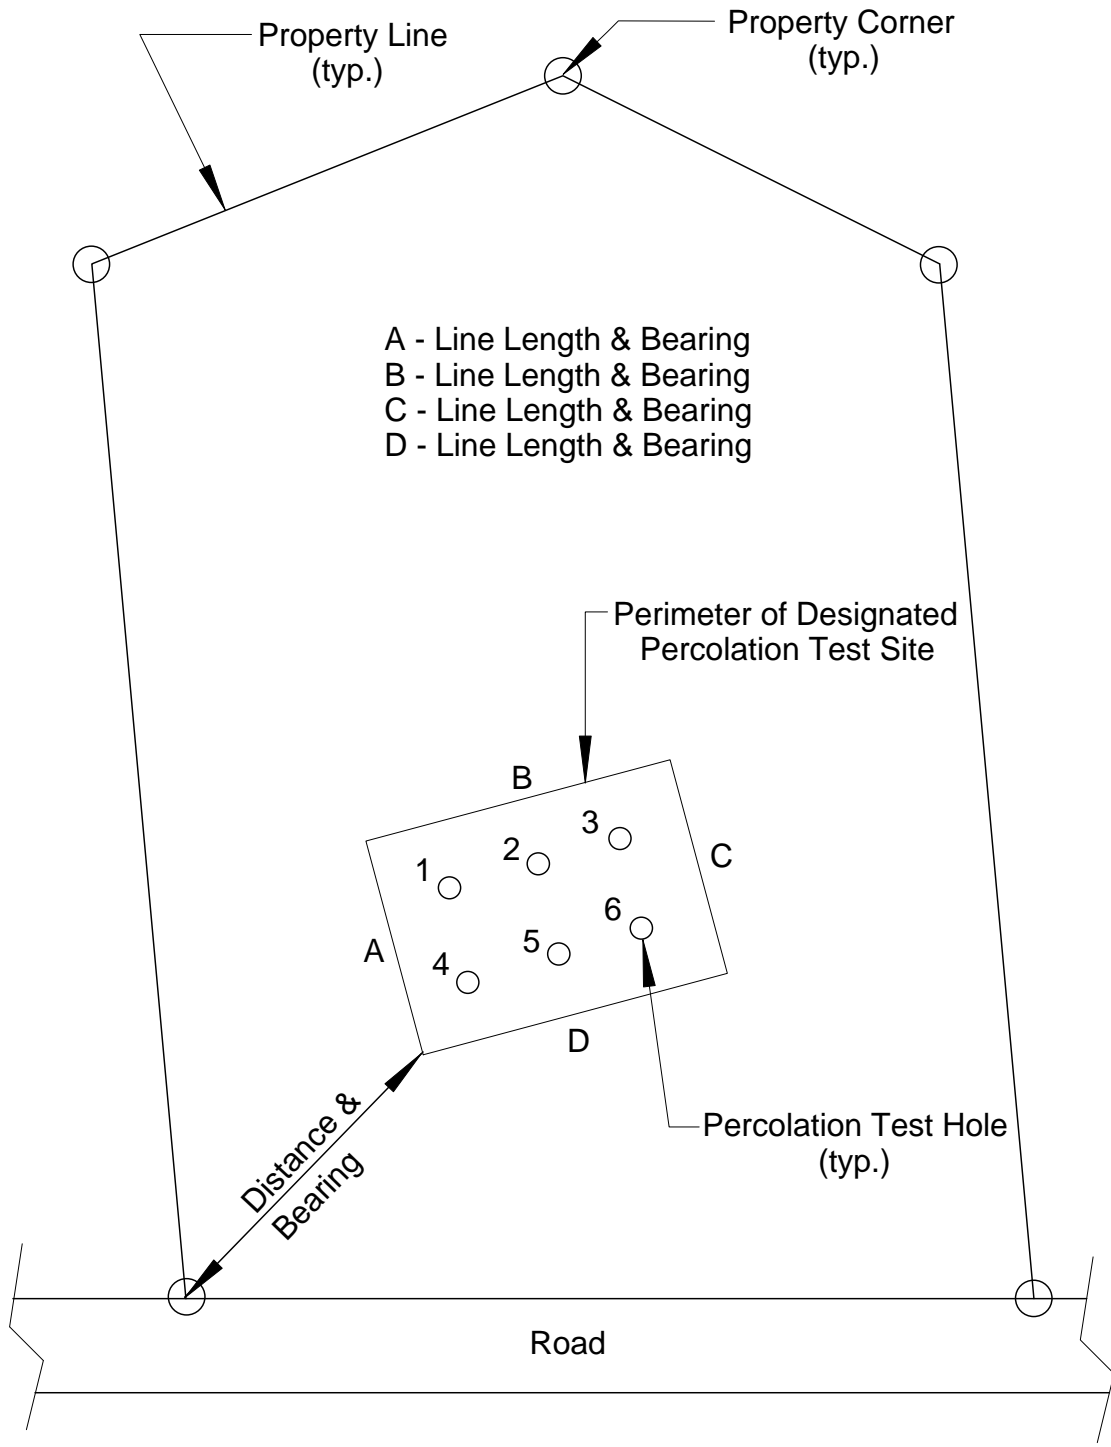 Property Line
(typ.)
Property Corner
(typ.)
A - Line Length & Bearing
B - Line Length & Bearing
C - Line Length & Bearing
D - Line Length & Bearing
Perimeter of Designated
Percolation Test Site
B
3
2
C
1
6
5
A
4
D
Distance &
Bearing
Percolation Test Hole
(typ.)
Road